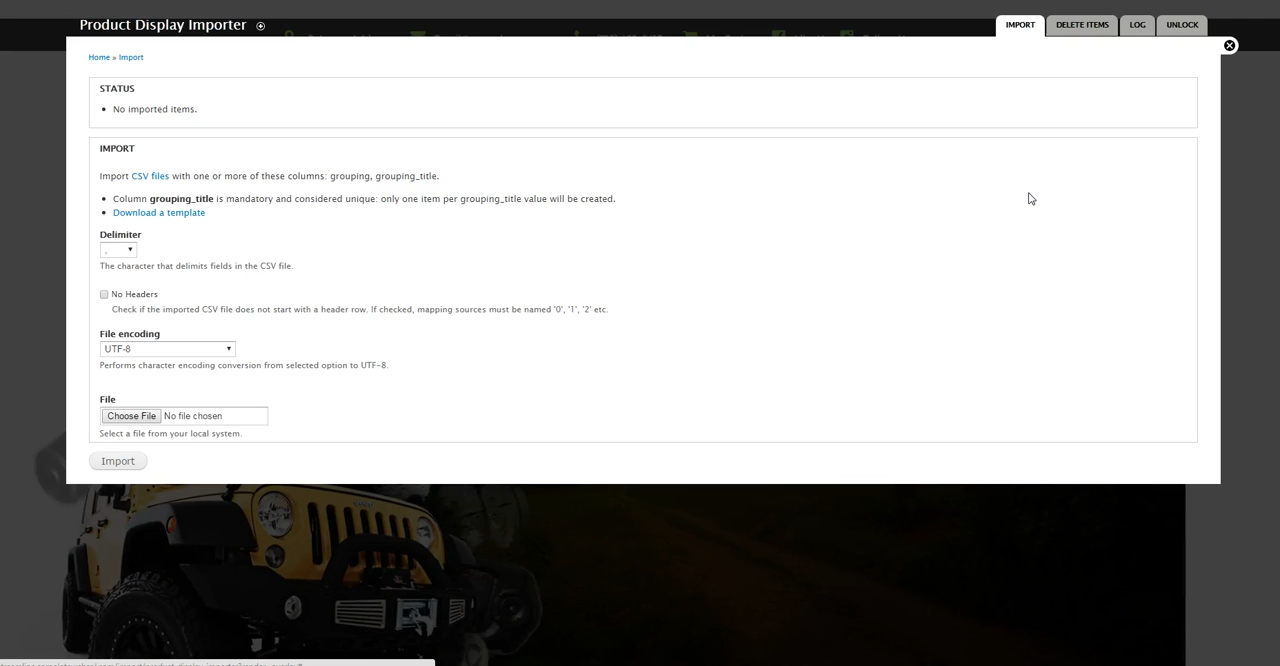 Product Display Importer
IMPORT
DELETE ITEMS
LOG
UNLOCK
Home » Import
STATUS
• No imported items.
IMPORT
Import CSV files with one or more of these columns: grouping, grouping_title.
• Column grouping_title is mandatory and considered unique: only one item per grouping_title value will be created.
• Download a template
Delimiter
,
The character that delimits fields in the CSV file.
No Headers
Check if the imported CSV file does not start with a header row. If checked, mapping sources must be named '0', '1', '2' etc.
File encoding
UTF-8
Performs character encoding conversion from selected option to UTF-8.
File
Choose File No file chosen
Select a file from your local system.
Import